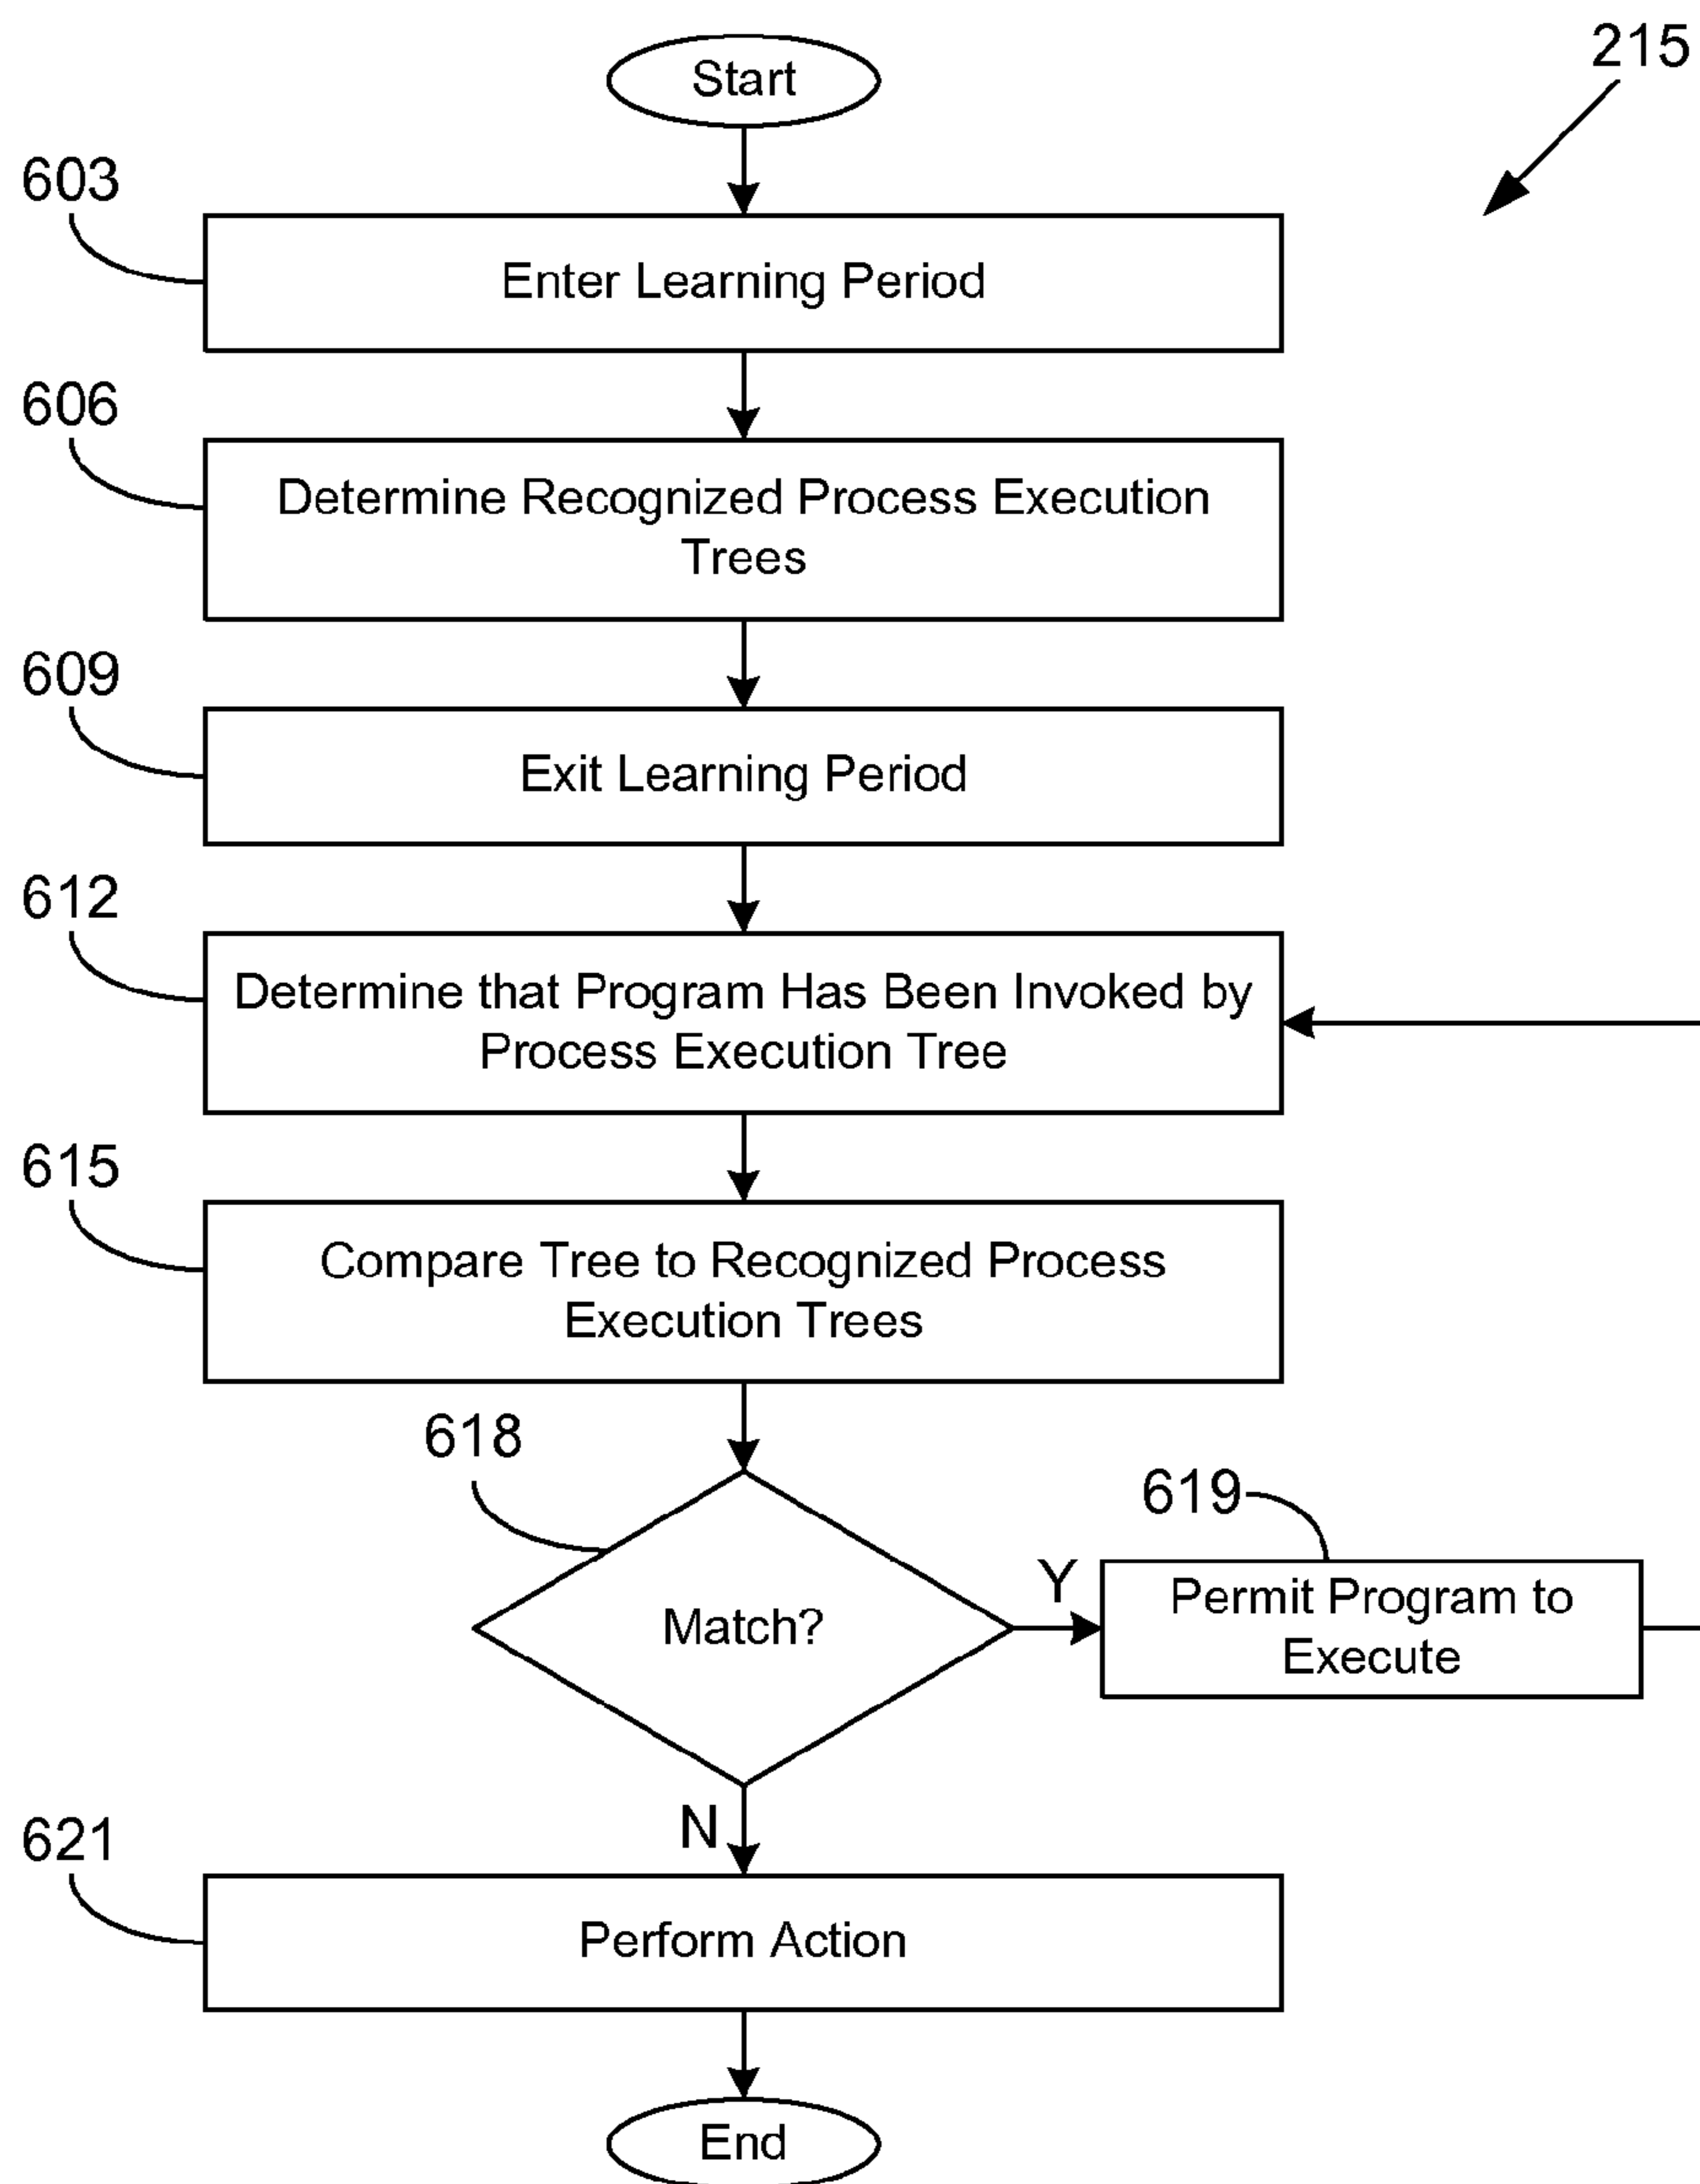 215
Start
603
Enter Learning Period
606
Determine Recognized Process Execution
Trees
609
Exit Learning Period
612
Determine that Program Has Been Invoked by
Process Execution Tree
615
Compare Tree to Recognized Process
Execution Trees
618
Match?
Y
619
Permit Program to
Execute
N
621
Perform Action
End